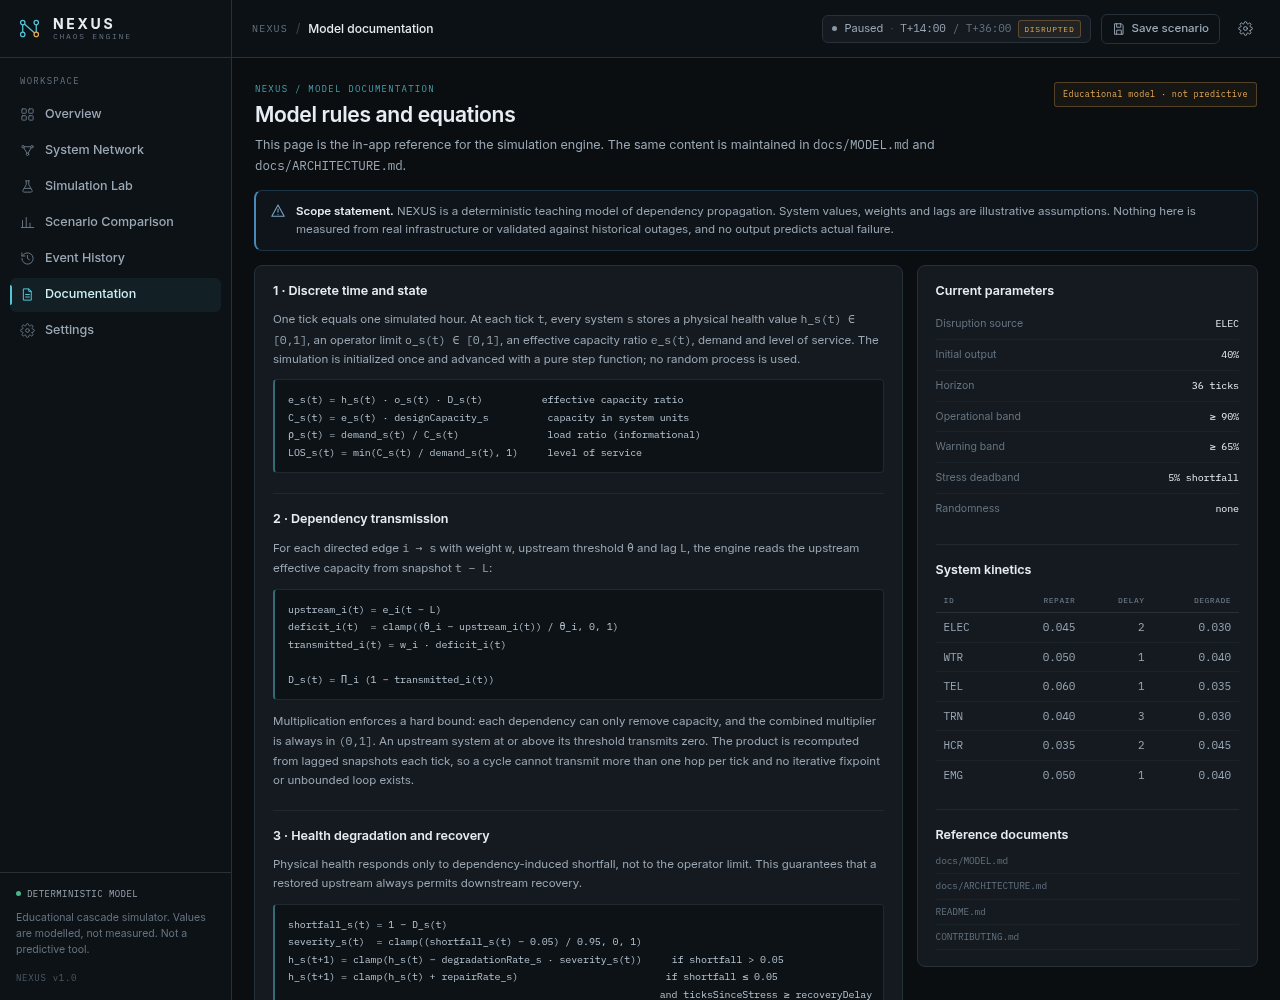 NEXUS
CHAOS ENGINE
WORKSPACE
Overview
System Network
Simulation Lab
Scenario Comparison
Event History
Documentation
Settings
DETERMINISTIC MODEL
Educational cascade simulator. Values
are modelled, not measured. Not a
predictive tool.
NEXUS v1.0
NEXUS / Model documentation
Paused · T+14:00 / T+36:00 DISRUPTED
Save scenario
NEXUS / MODEL DOCUMENTATION
Model rules and equations
This page is the in-app reference for the simulation engine. The same content is maintained in docs/MODEL.md and
docs/ARCHITECTURE.md.
Educational model · not predictive
Scope statement. NEXUS is a deterministic teaching model of dependency propagation. System values, weights and lags are illustrative assumptions. Nothing here is
measured from real infrastructure or validated against historical outages, and no output predicts actual failure.
1 · Discrete time and state
One tick equals one simulated hour. At each tick t, every system s stores a physical health value h_s(t) ∈
[0,1], an operator limit o_s(t) ∈ [0,1], an effective capacity ratio e_s(t), demand and level of service. The
simulation is initialized once and advanced with a pure step function; no random process is used.
e_s(t) = h_s(t) · o_s(t) · D_s(t) effective capacity ratio
C_s(t) = e_s(t) · designCapacity_s capacity in system units
ρ_s(t) = demand_s(t) / C_s(t) load ratio (informational)
LOS_s(t) = min(C_s(t) / demand_s(t), 1) level of service
2 · Dependency transmission
For each directed edge i → s with weight w, upstream threshold θ and lag L, the engine reads the upstream
effective capacity from snapshot t − L:
upstream_i(t) = e_i(t − L)
deficit_i(t) = clamp((θ_i − upstream_i(t)) / θ_i, 0, 1)
transmitted_i(t) = w_i · deficit_i(t)
D_s(t) = Π_i (1 − transmitted_i(t))
Multiplication enforces a hard bound: each dependency can only remove capacity, and the combined multiplier
is always in (0,1]. An upstream system at or above its threshold transmits zero. The product is recomputed
from lagged snapshots each tick, so a cycle cannot transmit more than one hop per tick and no iterative fixpoint
or unbounded loop exists.
3 · Health degradation and recovery
Physical health responds only to dependency-induced shortfall, not to the operator limit. This guarantees that a
restored upstream always permits downstream recovery.
shortfall_s(t) = 1 − D_s(t)
severity_s(t) = clamp((shortfall_s(t) − 0.05) / 0.95, 0, 1)
h_s(t+1) = clamp(h_s(t) − degradationRate_s · severity_s(t)) if shortfall > 0.05
h_s(t+1) = clamp(h_s(t) + repairRate_s) if shortfall ≤ 0.05
and ticksSinceStress ≥ recoveryDelay
Current parameters
Disruption source ELEC
Initial output 40%
Horizon 36 ticks
Operational band ≥ 90%
Warning band ≥ 65%
Stress deadband 5% shortfall
Randomness none
System kinetics
ID REPAIR DELAY DEGRADE
ELEC 0.045 2 0.030
WTR 0.050 1 0.040
TEL 0.060 1 0.035
TRN 0.040 3 0.030
HCR 0.035 2 0.045
EMG 0.050 1 0.040
Reference documents
docs/MODEL.md
docs/ARCHITECTURE.md
README.md
CONTRIBUTING.md